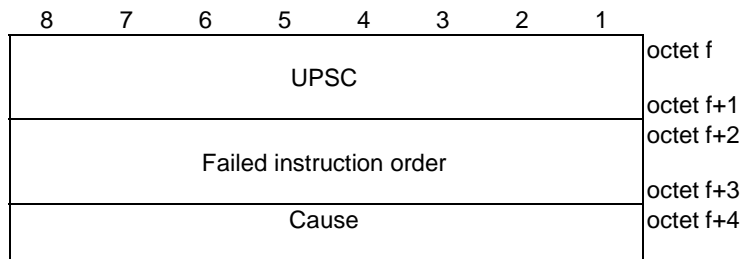 8 7 6 5 4 3 2 1
octet f
UPSC
octet f+1
octet f+2
Failed instruction order
octet f+3
Cause octet f+4